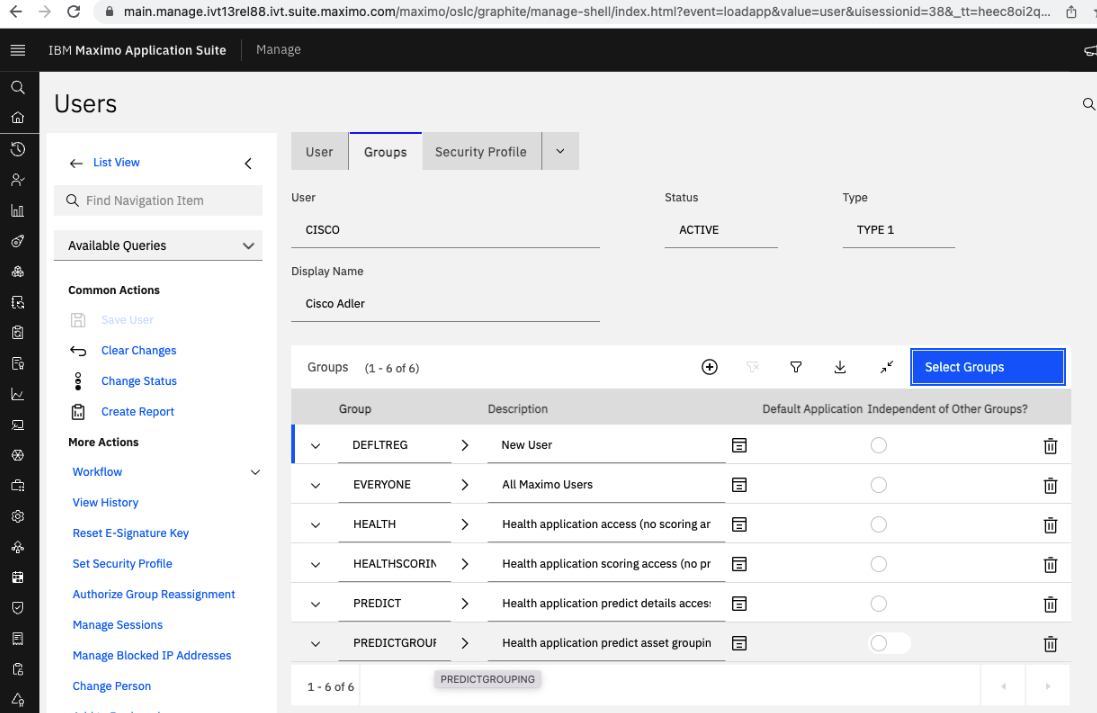 main.manage.ivt13rel88.ivt.suite.maximo.com/maximo/oslc/graphite/manage-shell/index.html?event=loadapp&value=user&uisessionid=38&_tt=heec8oi2q...
IBM Maximo Application Suite Manage
Users
List View
Find Navigation Item
Available Queries
Common Actions
Save User
Clear Changes
Change Status
Create Report
More Actions
Workflow
View History
Reset E-Signature Key
Set Security Profile
Authorize Group Reassignment
Manage Sessions
Manage Blocked IP Addresses
Change Person
User Groups Security Profile
User Status Type
CISCO ACTIVE TYPE 1
Display Name
Cisco Adler
Groups (1 - 6 of 6) Select Groups
Group Description Default Application Independent of Other Groups?
DEFLTREG New User
EVERYONE All Maximo Users
HEALTH Health application access (no scoring ar
HEALTHSCORIN Health application scoring access (no pr
PREDICT Health application predict details access
PREDICTGROUP Health application predict asset groupin
PREDICTGROUPING
1 - 6 of 6